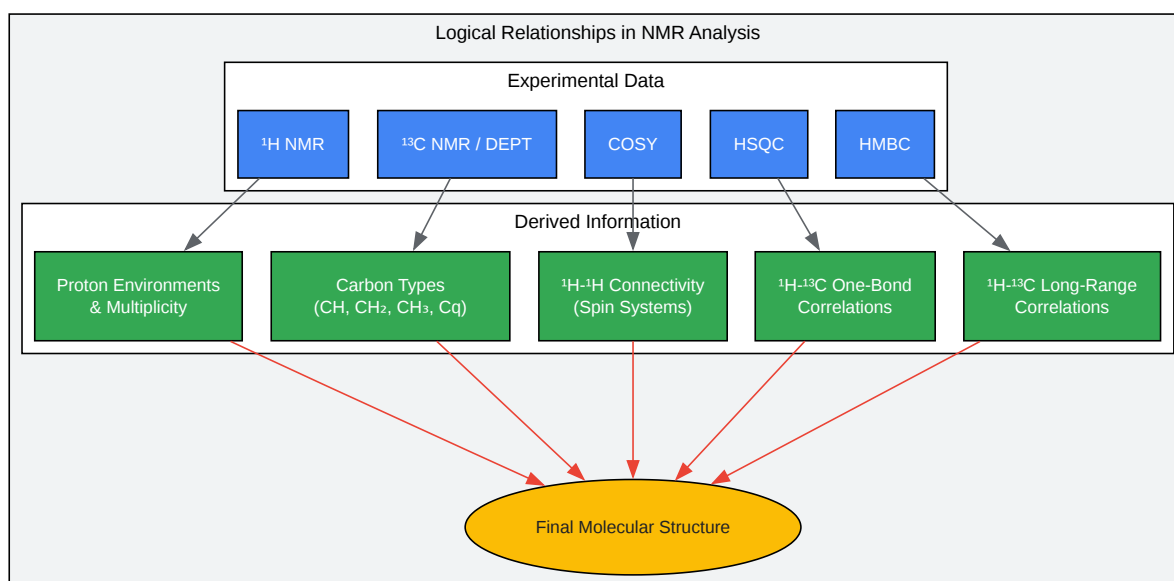 Logical Relationships in NMR Analysis
Experimental Data
¹H NMR
¹³C NMR / DEPT
COSY
HSQC
HMBC
Derived Information
Proton Environments
& Multiplicity
Carbon Types
(CH, CH₂, CH₃, Cq)
¹H-¹H Connectivity
(Spin Systems)
¹H-¹³C One-Bond
Correlations
¹H-¹³C Long-Range
Correlations
Final Molecular Structure